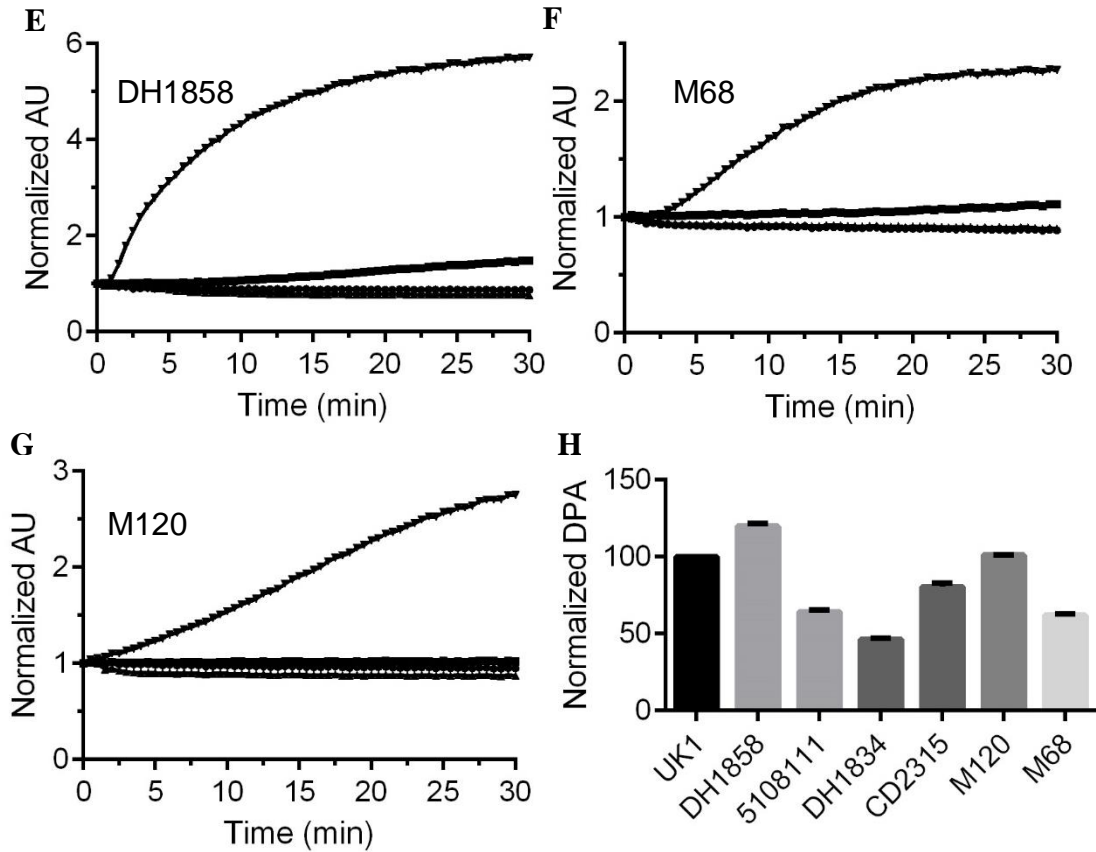 E
6
4
2
0
Normalized AU
DH1858
0 5 10 15 20 25 30
Time (min)
F
2
1
0
Normalized AU
M68
0 5 10 15 20 25 30
Time (min)
G
3
2
1
0
Normalized AU
M120
0 5 10 15 20 25 30
Time (min)
H
150
100
50
0
Normalized DPA
UK1
DH1858
5108111
DH1834
CD2315
M120
M68